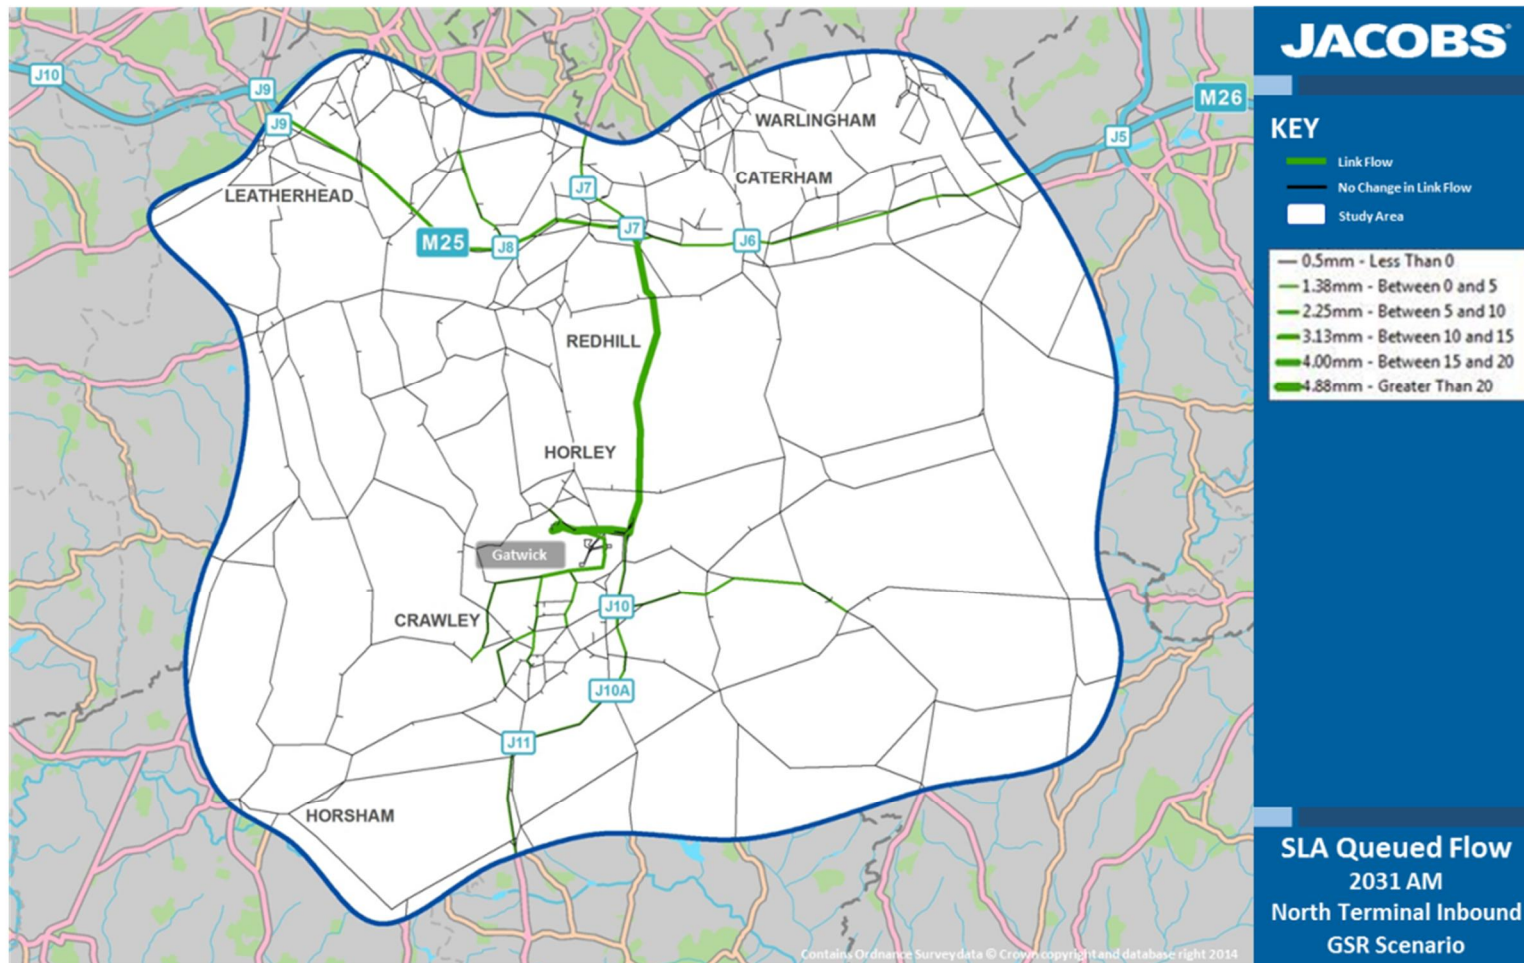 JACOBS
KEY
Link Flow
No Change in Link Flow
Study Area
0.5mm - Less Than 0
1.38mm - Between 0 and 5
2.25mm - Between 5 and 10
3.13mm - Between 10 and 15
4.00mm - Between 15 and 20
4.88mm - Greater Than 20
SLA Queued Flow
2031 AM
North Terminal Inbound
GSR Scenario
J10
J9
M26
J9
WARLINGHAM
J5
CATERHAM
J7
LEATHERHEAD
J7
M25
J8
J6
REDHILL
HORLEY
Gatwick
J10
CRAWLEY
J10A
J11
HORSHAM
Contains Ordnance Survey data © Crown copyright and database right 2014